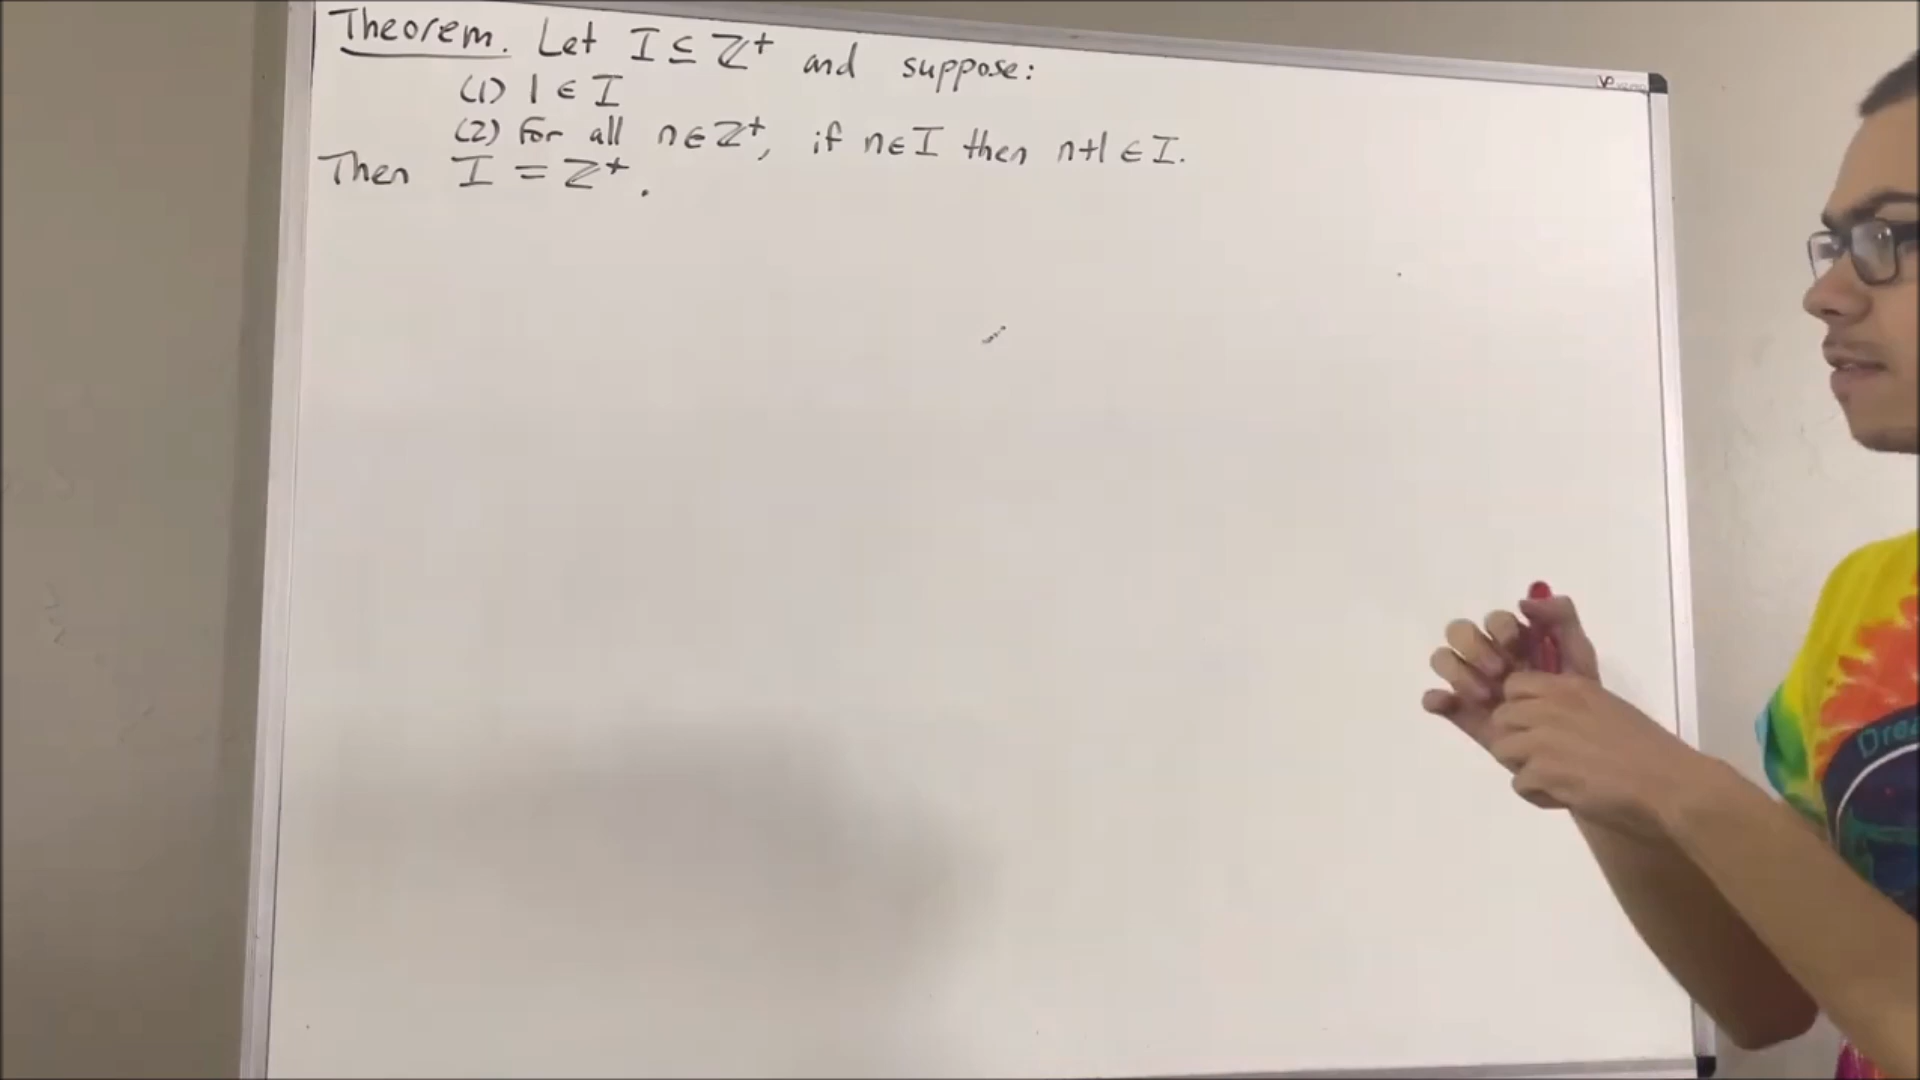 Theorem. Let I ⊆ ℤ⁺ and suppose:
(1) 1 ∈ I
(2) For all n ∈ ℤ⁺, if n ∈ I then n+1 ∈ I.
Then I = ℤ⁺.